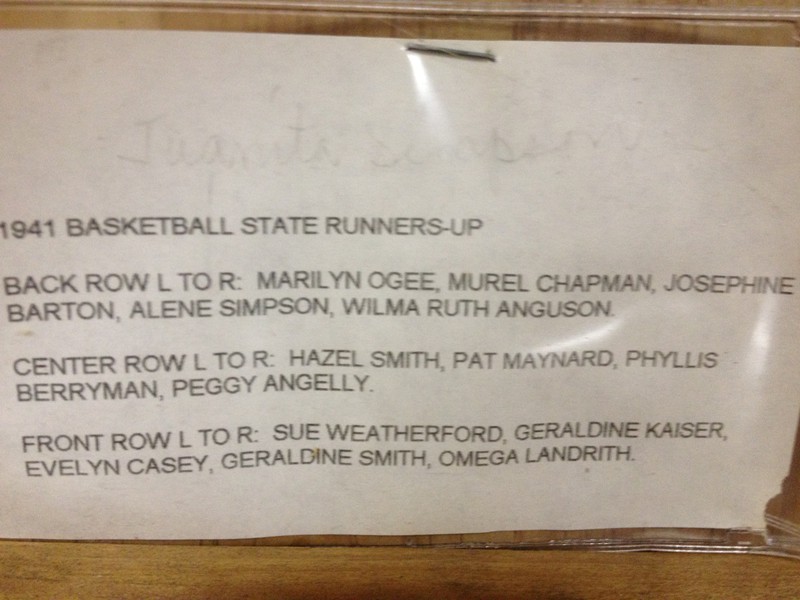 Juanita Simpson
1941 BASKETBALL STATE RUNNERS-UP
BACK ROW L TO R: MARILYN OGEE, MUREL CHAPMAN, JOSEPHINE
BARTON, ALENE SIMPSON, WILMA RUTH ANGUSON.
CENTER ROW L TO R: HAZEL SMITH, PAT MAYNARD, PHYLLIS
BERRYMAN, PEGGY ANGELLY.
FRONT ROW L TO R: SUE WEATHERFORD, GERALDINE KAISER,
EVELYN CASEY, GERALDINE SMITH, OMEGA LANDRITH.